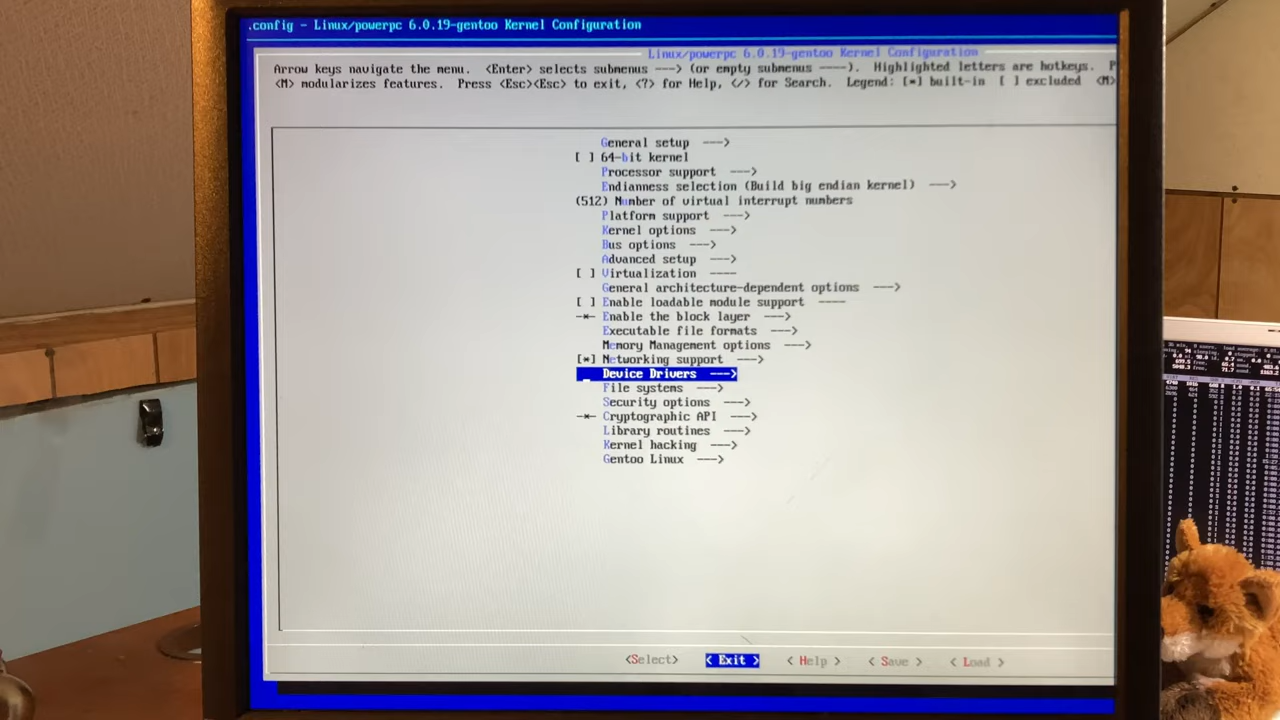 .config - Linux/powerpc 6.0.19-gentoo Kernel Configuration
Linux/powerpc 6.0.19-gentoo Kernel Configuration
Arrow keys navigate the menu. <Enter> selects submenus ---> (or empty submenus ----). Highlighted letters are hotkeys. P
<M> modularizes features. Press <Esc><Esc> to exit, <?> for Help, </> for Search. Legend: [*] built-in [ ] excluded <M>
General setup --->
[ ] 64-bit kernel
Processor support --->
Endianness selection (Build big endian kernel) --->
(512) Number of virtual interrupt numbers
Platform support --->
Kernel options --->
Bus options --->
Advanced setup --->
[ ] Virtualization ----
General architecture-dependent options --->
[ ] Enable loadable module support ----
-*- Enable the block layer --->
Executable file formats --->
Memory Management options --->
[*] Networking support --->
Device Drivers --->
File systems --->
Security options --->
-*- Cryptographic API --->
Library routines --->
Kernel hacking --->
Gentoo Linux --->
<Select> < Exit > < Help > < Save > < Load >